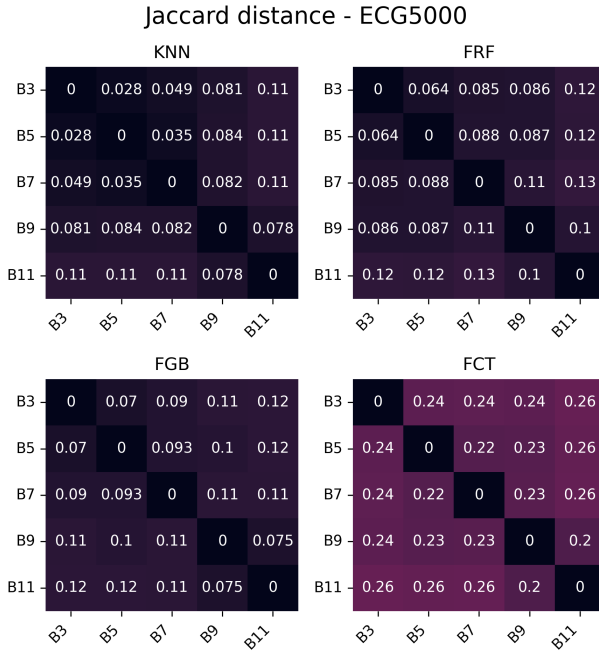 Jaccard distance - ECG5000
KNN
B3 0 0.028 0.049 0.081 0.11
B5 0.028 0 0.035 0.084 0.11
B7 0.049 0.035 0 0.082 0.11
B9 0.081 0.084 0.082 0 0.078
B11 0.11 0.11 0.11 0.078 0
B3 B5 B7 B9 B11
FRF
B3 0 0.064 0.085 0.086 0.12
B5 0.064 0 0.088 0.087 0.12
B7 0.085 0.088 0 0.11 0.13
B9 0.086 0.087 0.11 0 0.1
B11 0.12 0.12 0.13 0.1 0
B3 B5 B7 B9 B11
FGB
B3 0 0.07 0.09 0.11 0.12
B5 0.07 0 0.093 0.1 0.12
B7 0.09 0.093 0 0.11 0.11
B9 0.11 0.1 0.11 0 0.075
B11 0.12 0.12 0.11 0.075 0
B3 B5 B7 B9 B11
FCT
B3 0 0.24 0.24 0.24 0.26
B5 0.24 0 0.22 0.23 0.26
B7 0.24 0.22 0 0.23 0.26
B9 0.24 0.23 0.23 0 0.2
B11 0.26 0.26 0.26 0.2 0
B3 B5 B7 B9 B11